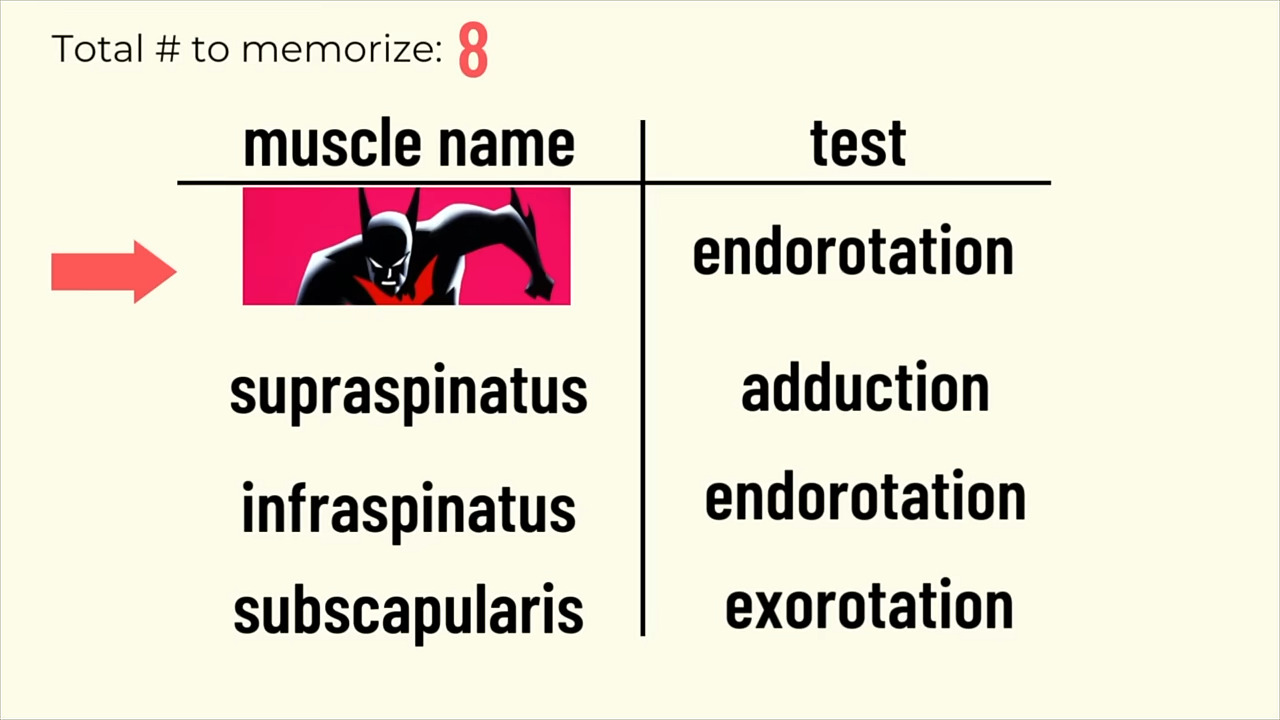 Total # to memorize: 8
muscle name test
endorotation
supraspinatus adduction
infraspinatus endorotation
subscapularis exorotation